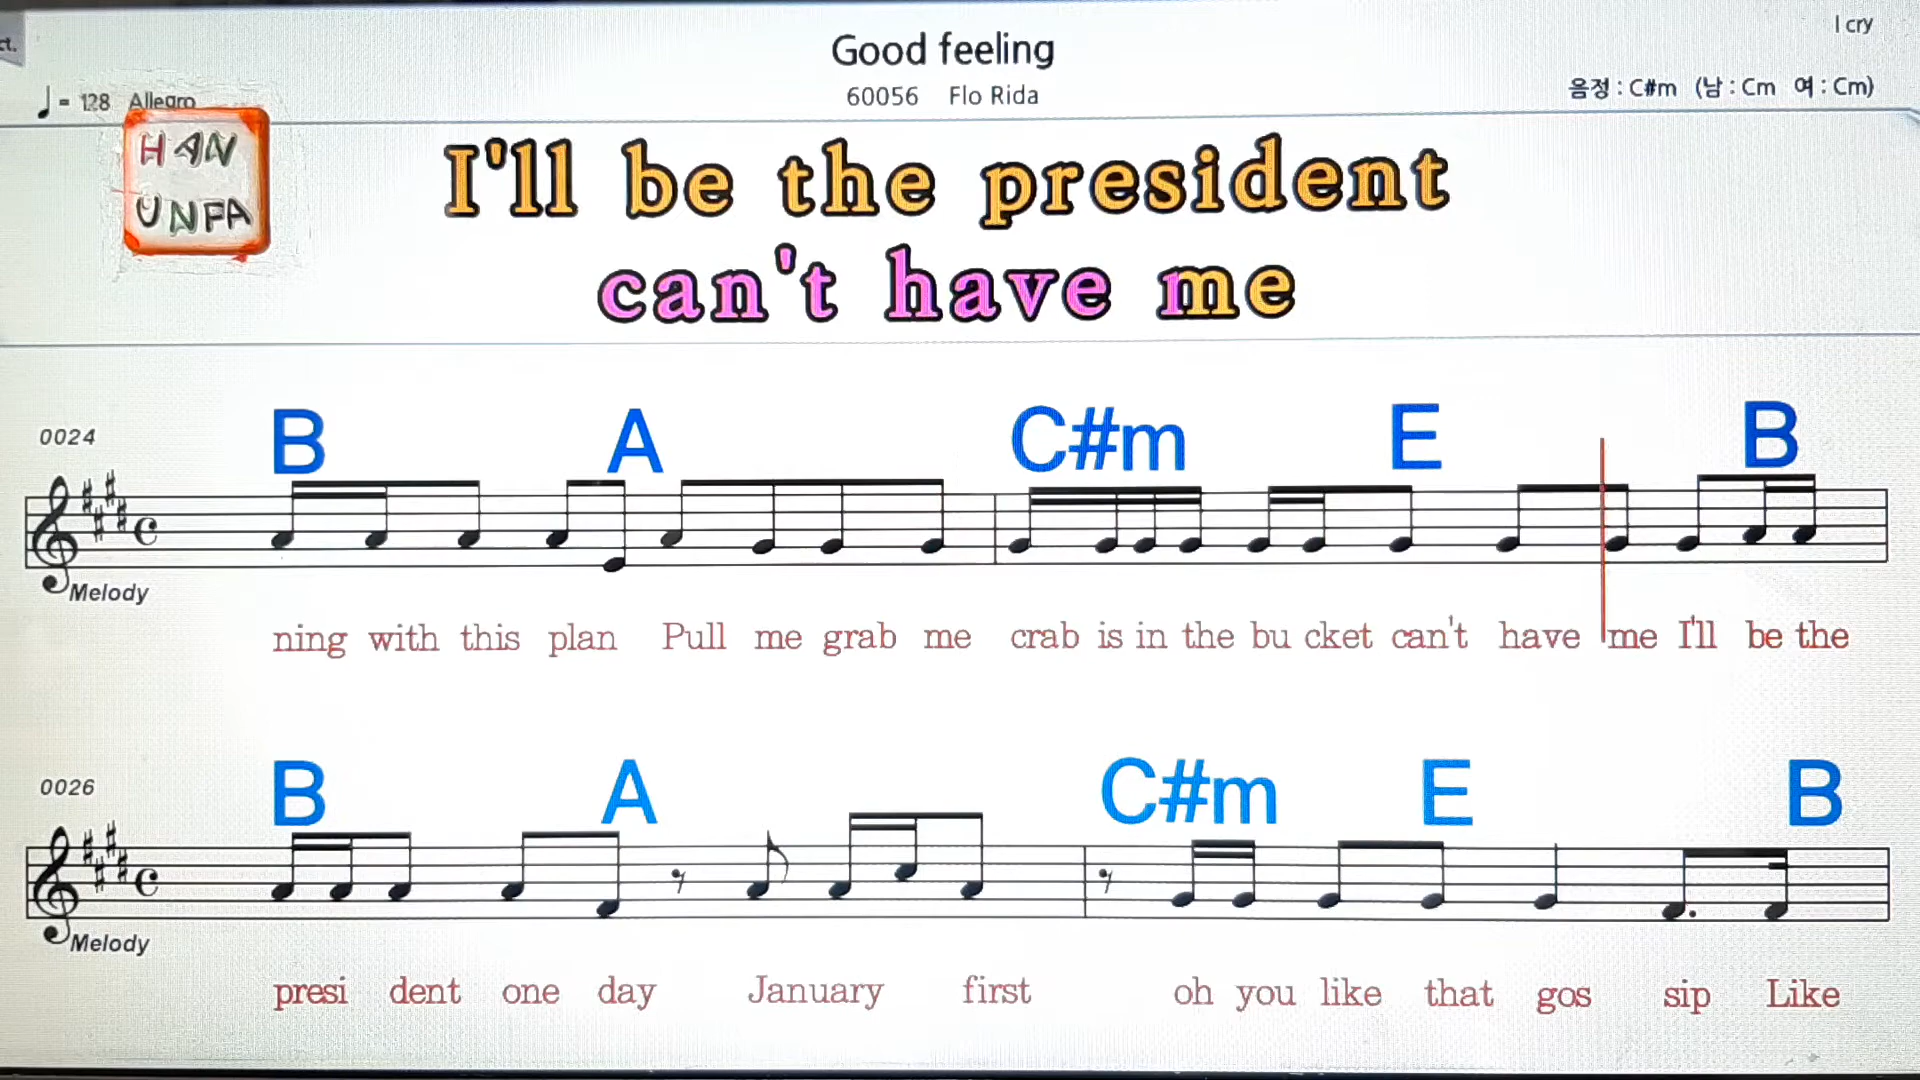 ct.
I cry
Good feeling
= 128 Allegro
60056 Flo Rida
음정 : C#m (남 : Cm 여 : Cm)
HAN
UNPA
I'll be the president
can't have me
0024
B A C#m E B
Melody
ning with this plan Pull me grab me crab is in the bu cket can't have me I'll be the
0026
B A C#m E B
Melody
presi dent one day January first oh you like that gos sip Like